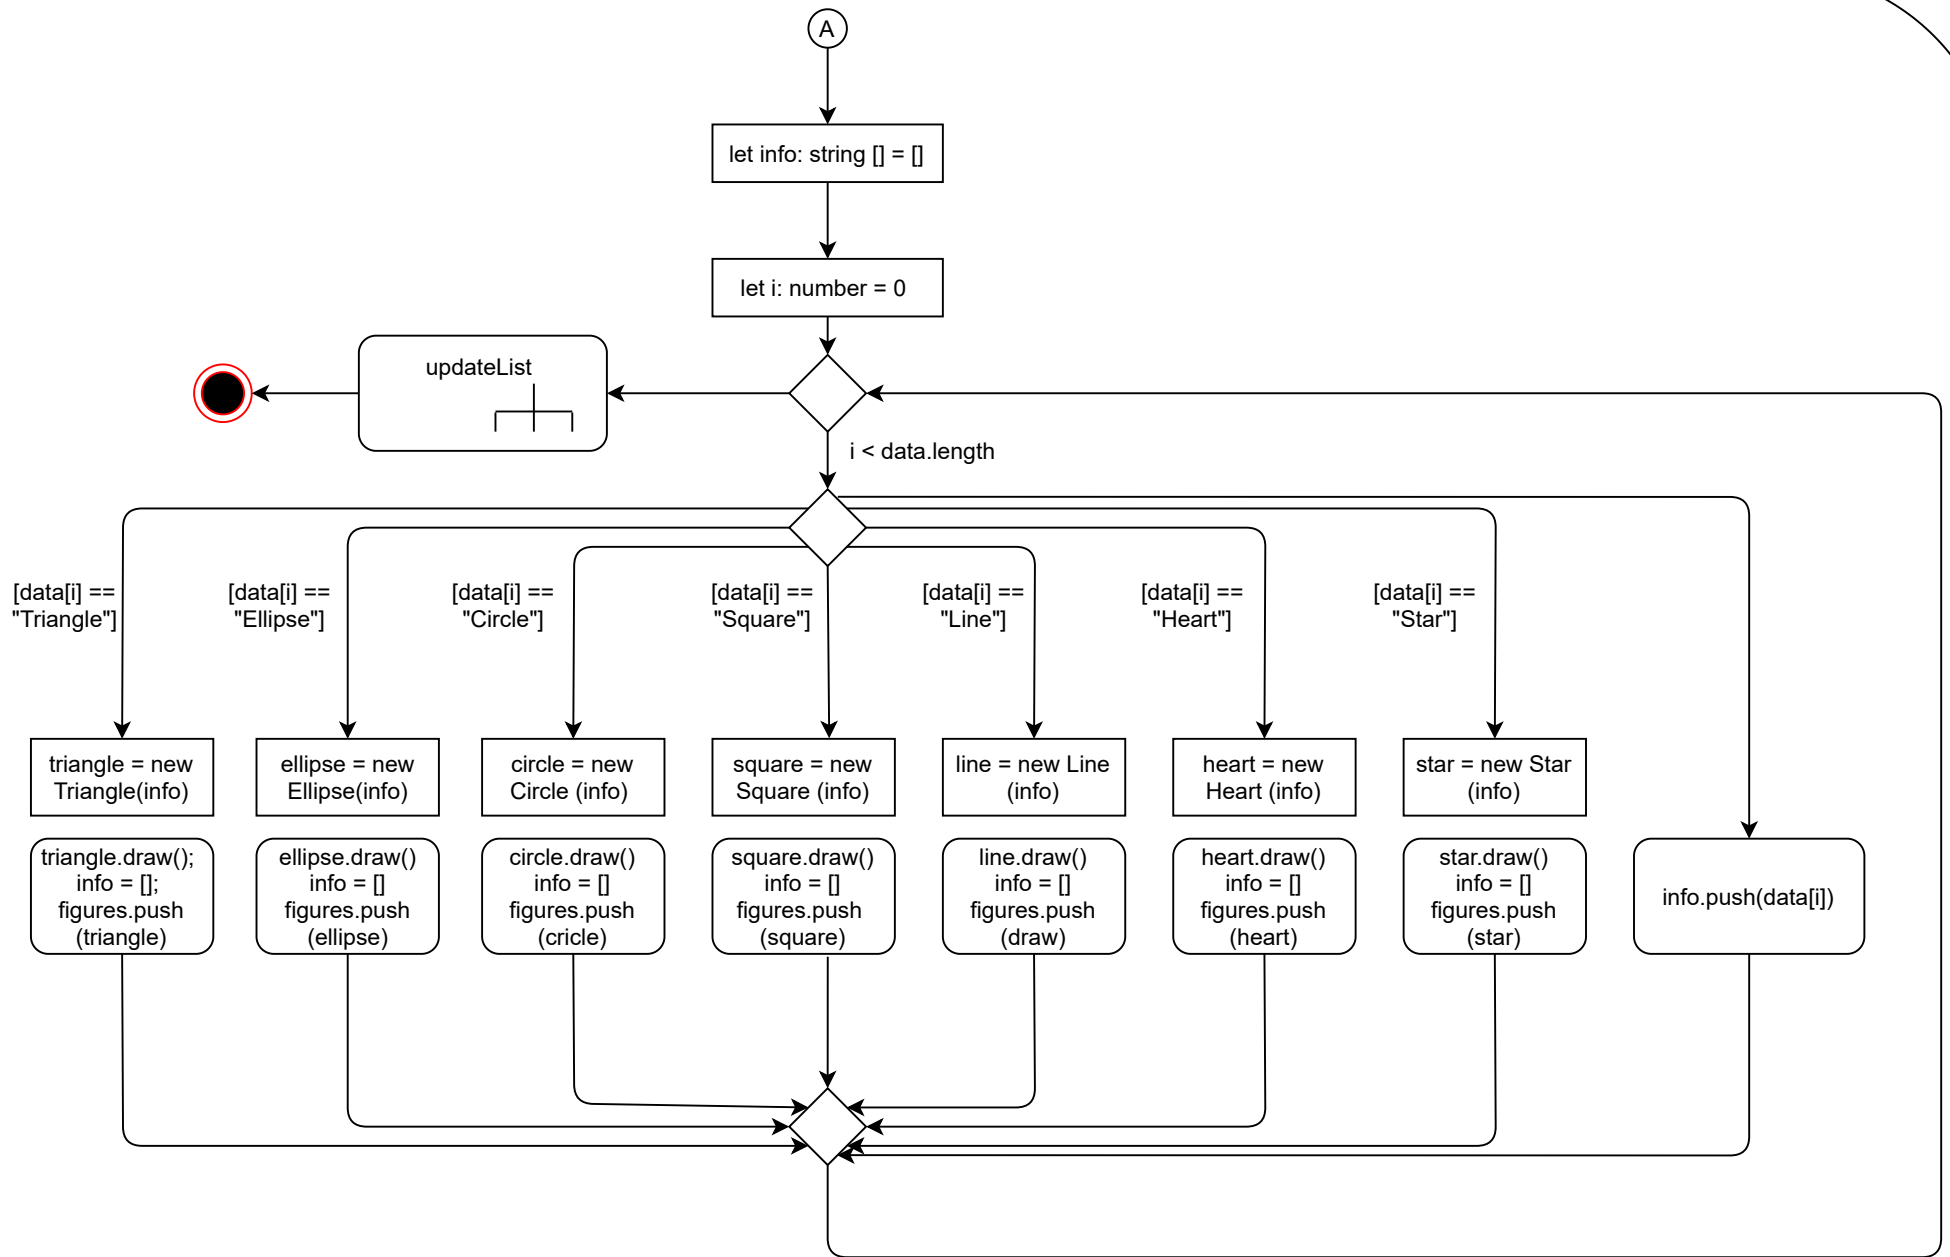 A
let info: string [] = []
let i: number = 0
updateList
i < data.length
[data[i] ==
"Triangle"]
[data[i] ==
"Ellipse"]
[data[i] ==
"Circle"]
[data[i] ==
"Square"]
[data[i] ==
"Line"]
[data[i] ==
"Heart"]
[data[i] ==
"Star"]
triangle = new
Triangle(info)
ellipse = new
Ellipse(info)
circle = new
Circle (info)
square = new
Square (info)
line = new Line
(info)
heart = new
Heart (info)
star = new Star
(info)
triangle.draw();
info = [];
figures.push
(triangle)
ellipse.draw()
info = []
figures.push
(ellipse)
circle.draw()
info = []
figures.push
(cricle)
square.draw()
info = []
figures.push
(square)
line.draw()
info = []
figures.push
(draw)
heart.draw()
info = []
figures.push
(heart)
star.draw()
info = []
figures.push
(star)
info.push(data[i])